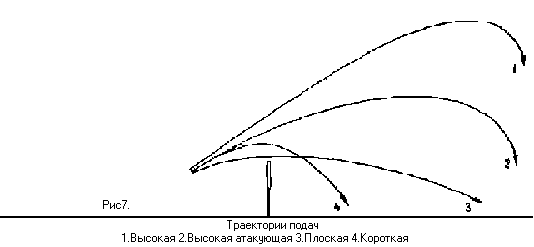 1
2
3
4
Рис7.
Траектории подач
1.Высокая 2.Высокая атакующая 3.Плоская 4.Короткая